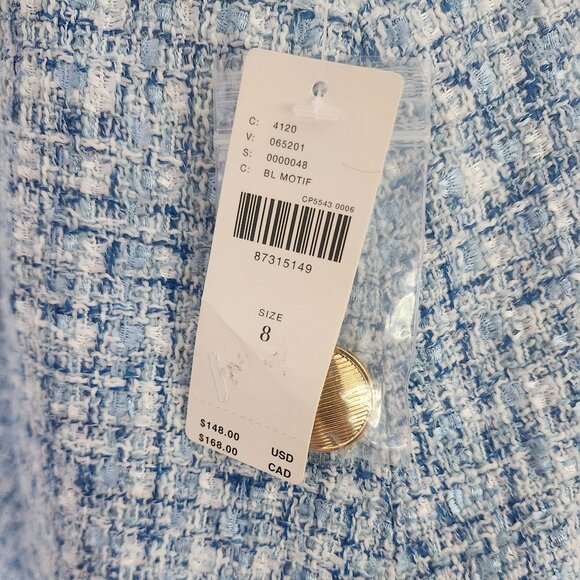 C: 4120
V: 065201
S: 0000048
C: BL MOTIF
CP5543 0006
87315149
SIZE
8
$148.00 USD
$168.00 CAD